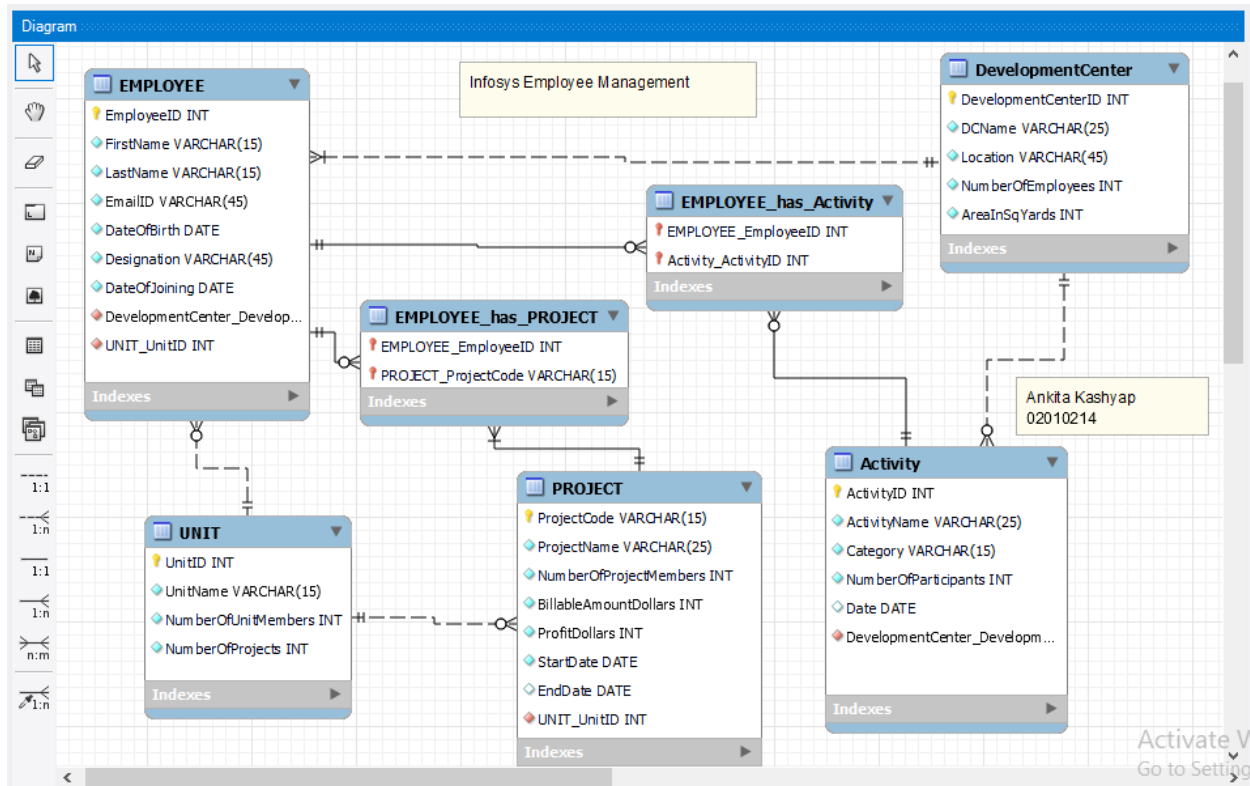 Diagram
Infosys Employee Management
EMPLOYEE
EmployeeID INT
FirstName VARCHAR(15)
LastName VARCHAR(15)
EmailID VARCHAR(45)
DateOfBirth DATE
Designation VARCHAR(45)
DateOfJoining DATE
DevelopmentCenter_Develop...
UNIT_UnitID INT
Indexes
DevelopmentCenter
DevelopmentCenterID INT
DCName VARCHAR(25)
Location VARCHAR(45)
NumberOfEmployees INT
AreaInSqYards INT
Indexes
EMPLOYEE_has_Activity
EMPLOYEE_EmployeeID INT
Activity_ActivityID INT
Indexes
EMPLOYEE_has_PROJECT
EMPLOYEE_EmployeeID INT
PROJECT_ProjectCode VARCHAR(15)
Indexes
Ankita Kashyap
02010214
UNIT
UnitID INT
UnitName VARCHAR(15)
NumberOfUnitMembers INT
NumberOfProjects INT
Indexes
PROJECT
ProjectCode VARCHAR(15)
ProjectName VARCHAR(25)
NumberOfProjectMembers INT
BillableAmountDollars INT
ProfitDollars INT
StartDate DATE
EndDate DATE
UNIT_UnitID INT
Indexes
Activity
ActivityID INT
ActivityName VARCHAR(25)
Category VARCHAR(15)
NumberOfParticipants INT
Date DATE
DevelopmentCenter_Developm...
Indexes
1:1
1:n
1:1
1:n
n:m
1:n
Activate W
Go to Setting